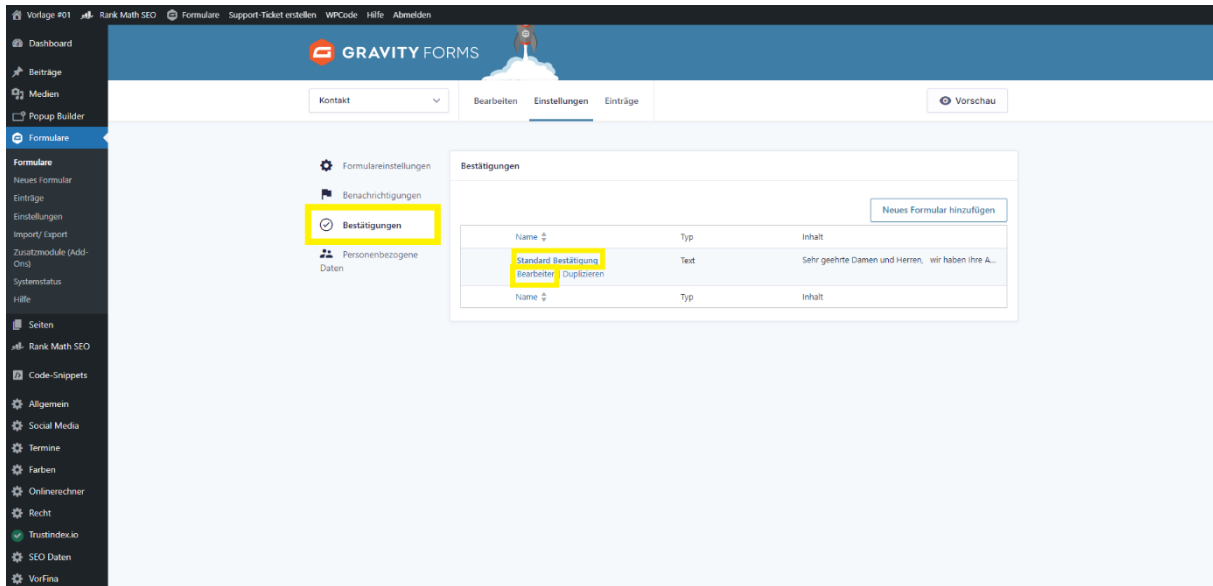 Vorlage #01 Rank Math SEO Formulare Support-Ticket erstellen WPCode Hilfe Abmelden
Dashboard
Beiträge
Medien
Popup Builder
Formulare
Formulare
Neues Formular
Einträge
Einstellungen
Import/ Export
Zusatzmodule (Add-
Ons)
Systemstatus
Hilfe
Seiten
Rank Math SEO
Code-Snippets
Allgemein
Social Media
Termine
Farben
Onlinerechner
Recht
Trustindex.io
SEO Daten
VorFina
GRAVITY FORMS
Kontakt
Bearbeiten Einstellungen Einträge
Vorschau
Formulareinstellungen
Benachrichtigungen
Bestätigungen
Personenbezogene
Daten
Bestätigungen
Neues Formular hinzufügen
Name Typ Inhalt
Standard Bestätigung Text Sehr geehrte Damen und Herren, wir haben Ihre A...
Bearbeiten Duplizieren
Name Typ Inhalt